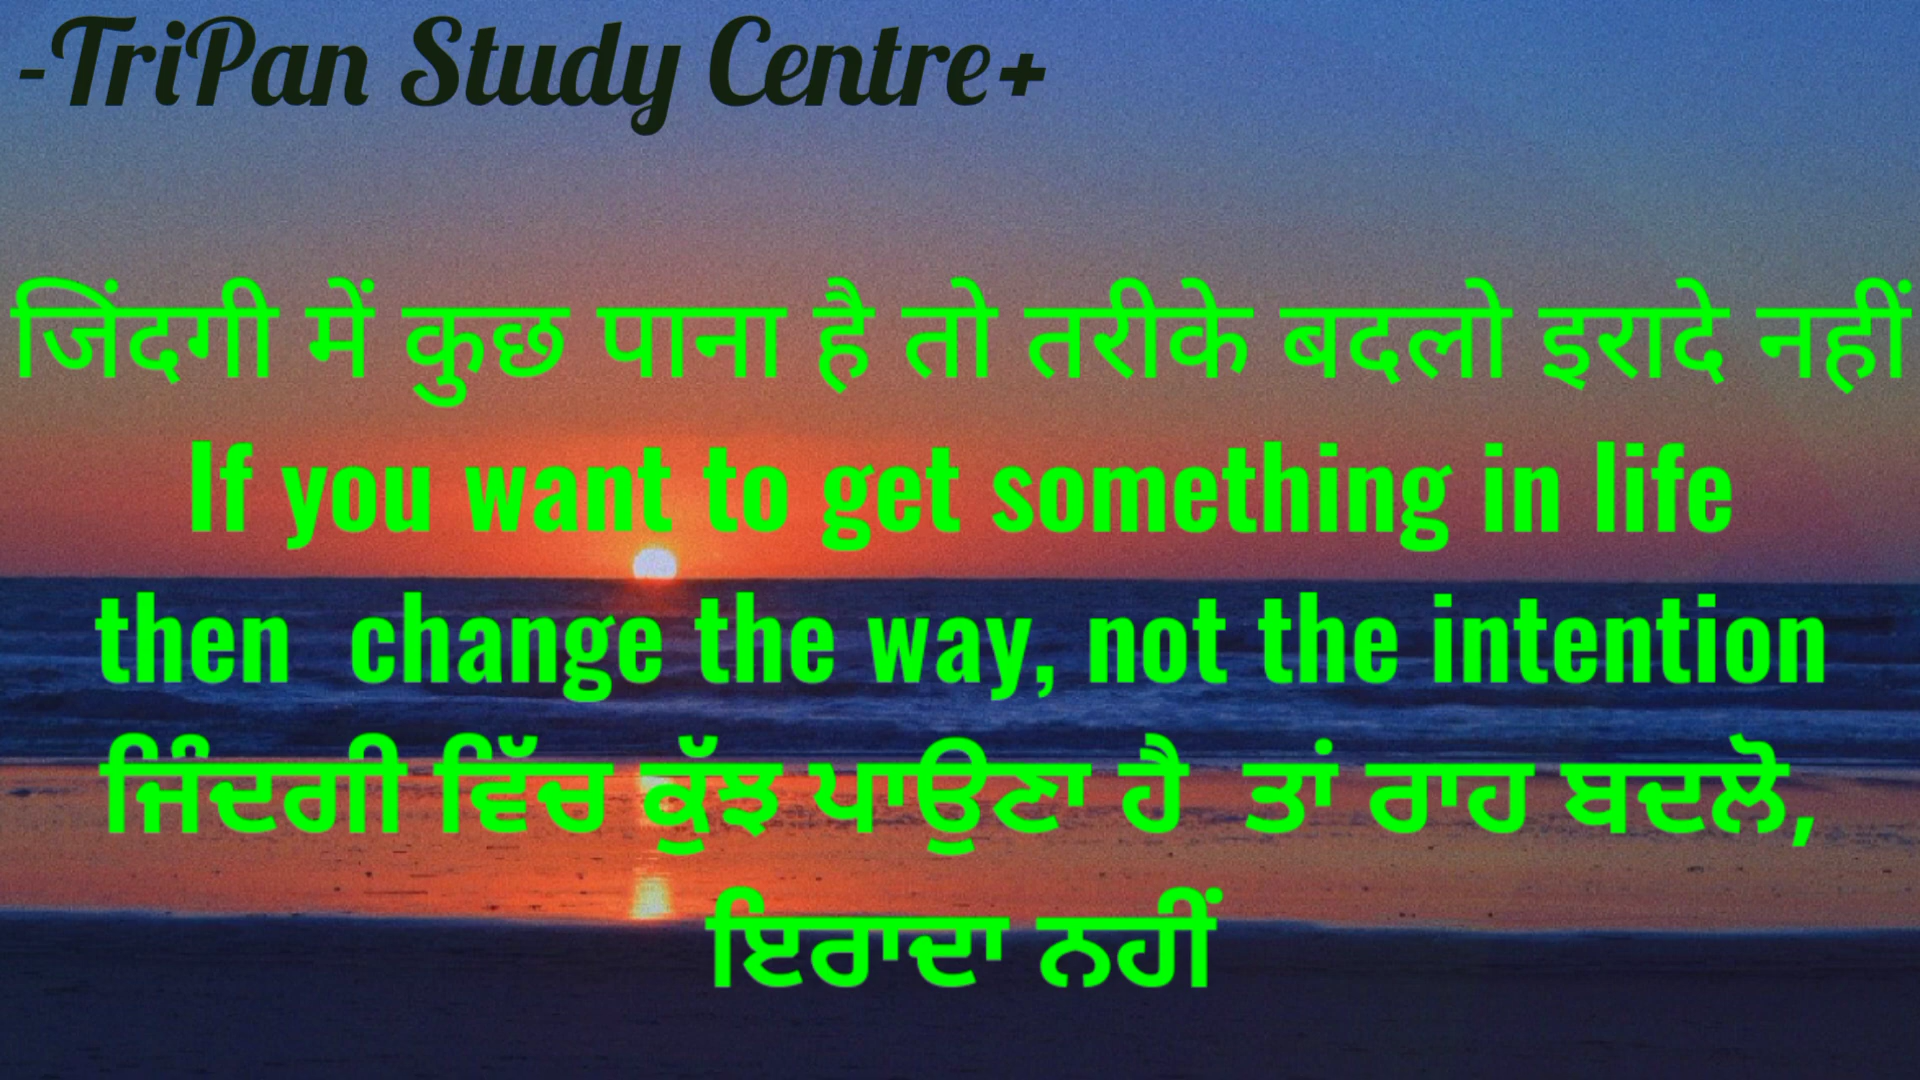 -TriPan Study Centre+
जिंदगी में कुछ पाना है तो तरीके बदलो इरादे नहीं
If you want to get something in life
then  change the way, not the intention
ਜਿੰਦਗੀ ਵਿੱਚ ਕੁੱਝ ਪਾਉਣਾ ਹੈ  ਤਾਂ ਰਾਹ ਬਦਲੋ,
ਇਰਾਦਾ ਨਹੀਂ